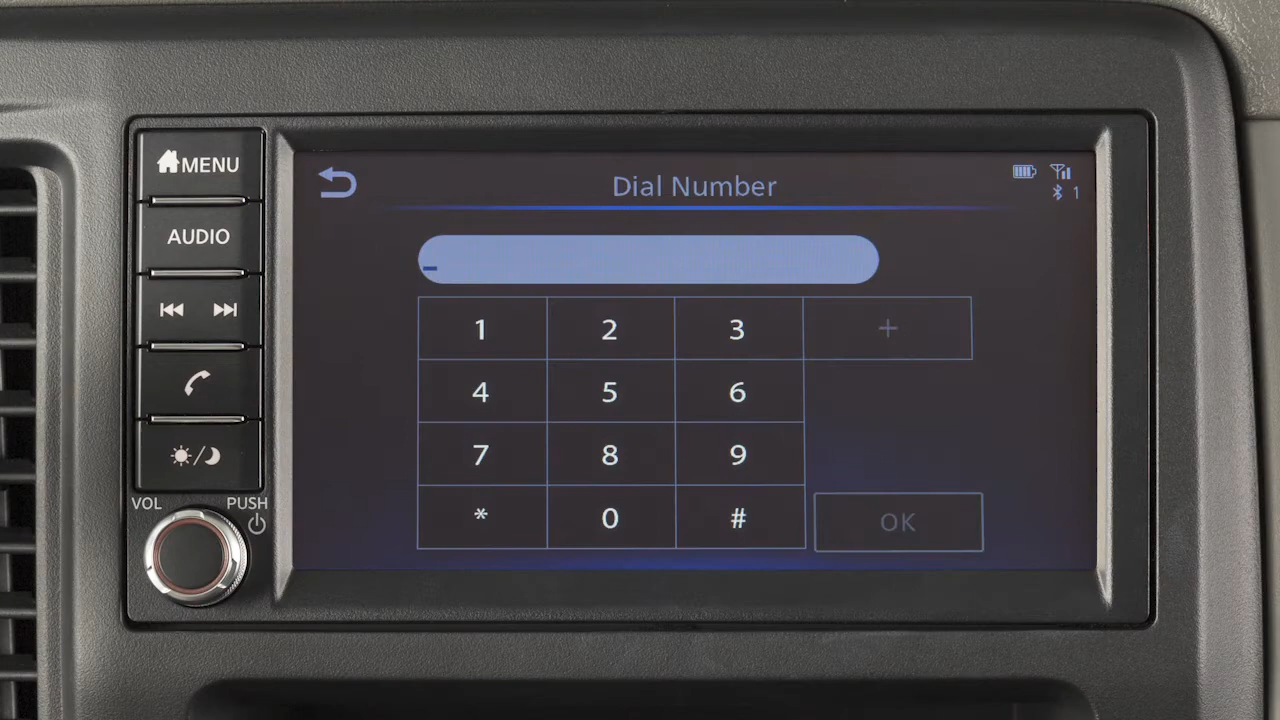 MENU
AUDIO
VOL
PUSH
Dial Number
1
_
1 2 3 +
4 5 6
7 8 9
* 0 #
OK